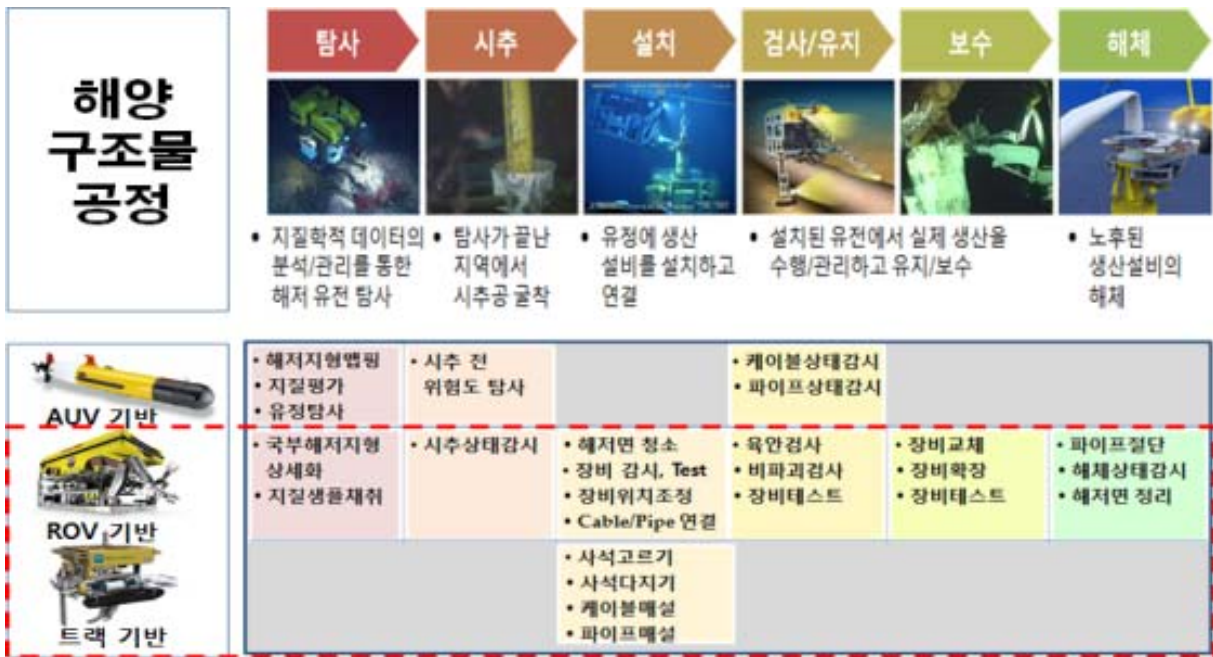 해양
구조물
공정
탐사
시추
설치
검사/유지
보수
해체
• 지질학적 데이터의
분석/관리를 통한
해저 유전 탐사
• 탐사가 끝난
지역에서
시추공 굴착
• 유정에 생산
설비를 설치하고
연결
• 설치된 유전에서 실제 생산을
수행/관리하고 유지/보수
• 노후된
생산설비의
해체
AUV 기반
• 해저지형맵핑
• 지질평가
• 유정탐사
• 시추 전
위험도 탐사
• 케이블상태감시
• 파이프상태감시
ROV 기반
• 국부해저지형
상세화
• 지질샘플채취
• 시추상태감시
• 해저면 청소
• 장비 감시, Test
• 장비위치조정
• Cable/Pipe 연결
• 육안검사
• 비파괴검사
• 장비테스트
• 장비교체
• 장비확장
• 장비테스트
• 파이프절단
• 해체상태감시
• 해저면 정리
트랙 기반
• 사석고르기
• 사석다지기
• 케이블매설
• 파이프매설